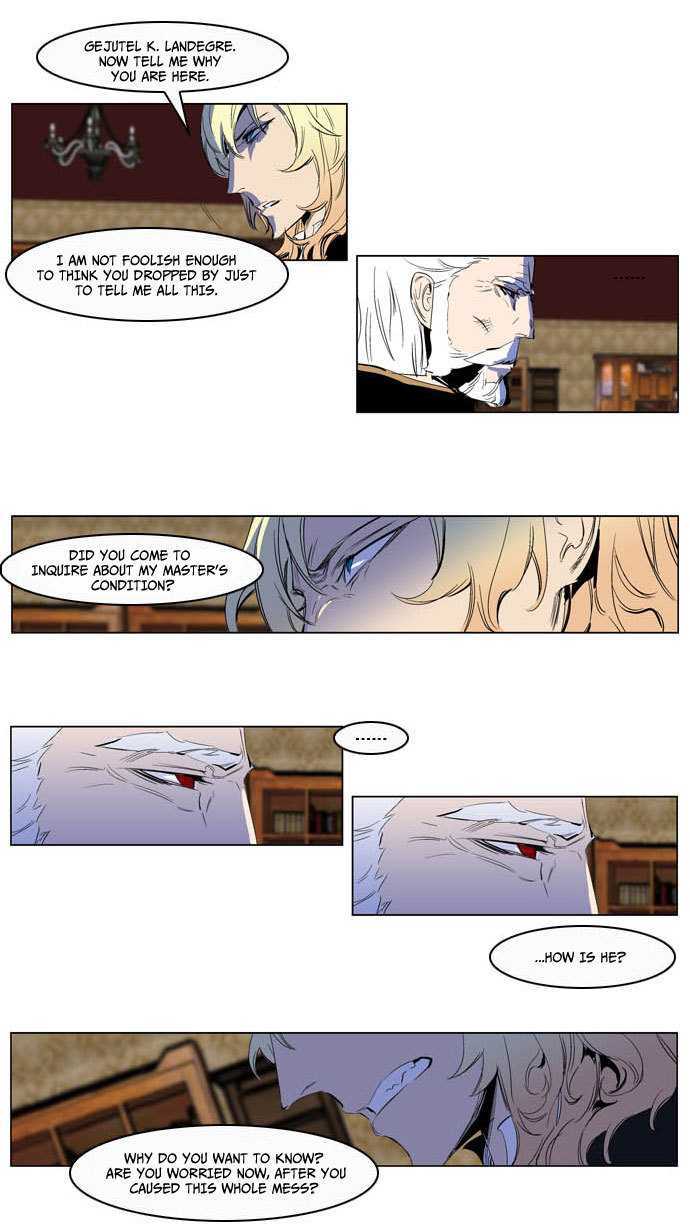 GEJUTEL K. LANDEGRE.
NOW TELL ME WHY
YOU ARE HERE.
I AM NOT FOOLISH ENOUGH
TO THINK YOU DROPPED BY JUST
TO TELL ME ALL THIS.
......
DID YOU COME TO
INQUIRE ABOUT MY MASTER'S
CONDITION?
......
...HOW IS HE?
WHY DO YOU WANT TO KNOW?
ARE YOU WORRIED NOW, AFTER YOU
CAUSED THIS WHOLE MESS?